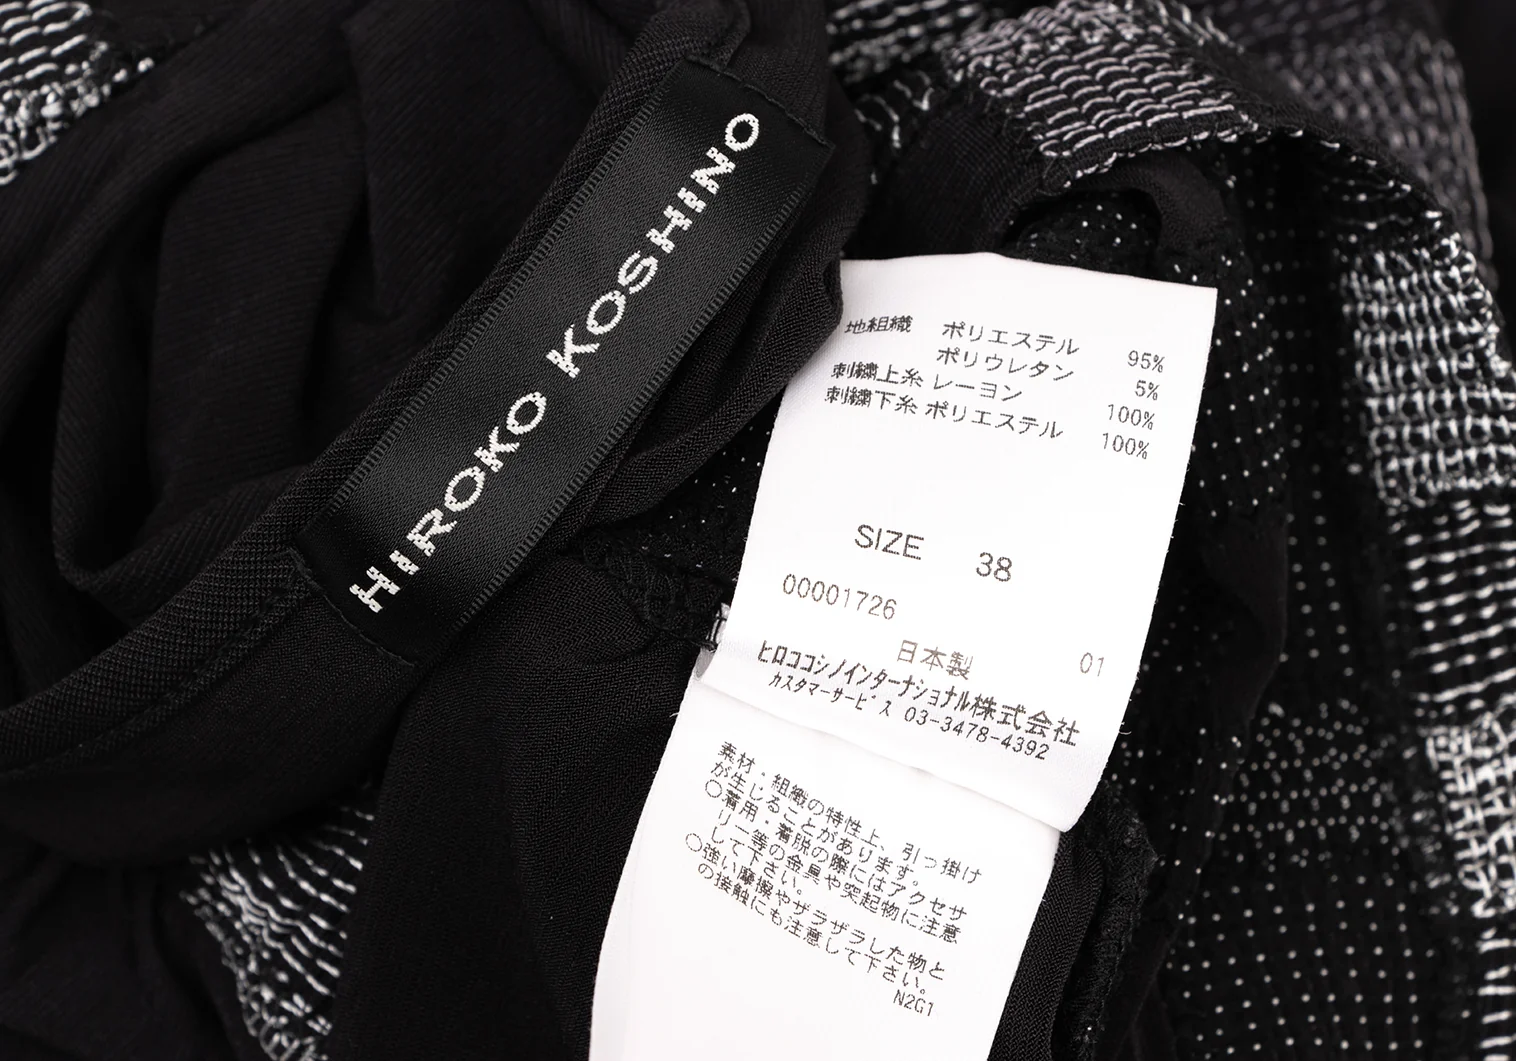 HIROKO KOSHINO
地組織 ポリエステル 95%
ポリウレタン 5%
刺繍上糸 レーヨン 100%
刺繍下糸 ポリエステル 100%
SIZE 38
00001726
日本製 01
ヒロココシノインターナショナル株式会社
カスタマーサービス 03-3478-4392
素材・組織の特性上、引っ掛け
が生じることがあります。
○着用・着脱の際にはアクセサ
リー等の金具や突起物に注意
して下さい。
○強い摩擦やザラザラした物と
の接触にも注意して下さい。
N2G1